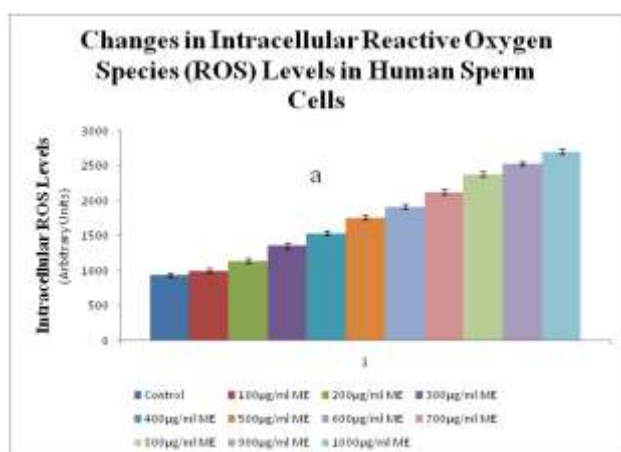 Changes in Intracellular Reactive Oxygen
Species (ROS) Levels in Human Sperm
Cells
Intracellular ROS Levels
(Arbitrary Units)
3000
2500
2000
1500
1000
500
0
a
1
Control 100µg/ml ME 200µg/ml ME 300µg/ml ME
400µg/ml ME 500µg/ml ME 600µg/ml ME 700µg/ml ME
800µg/ml ME 900µg/ml ME 1000µg/ml ME